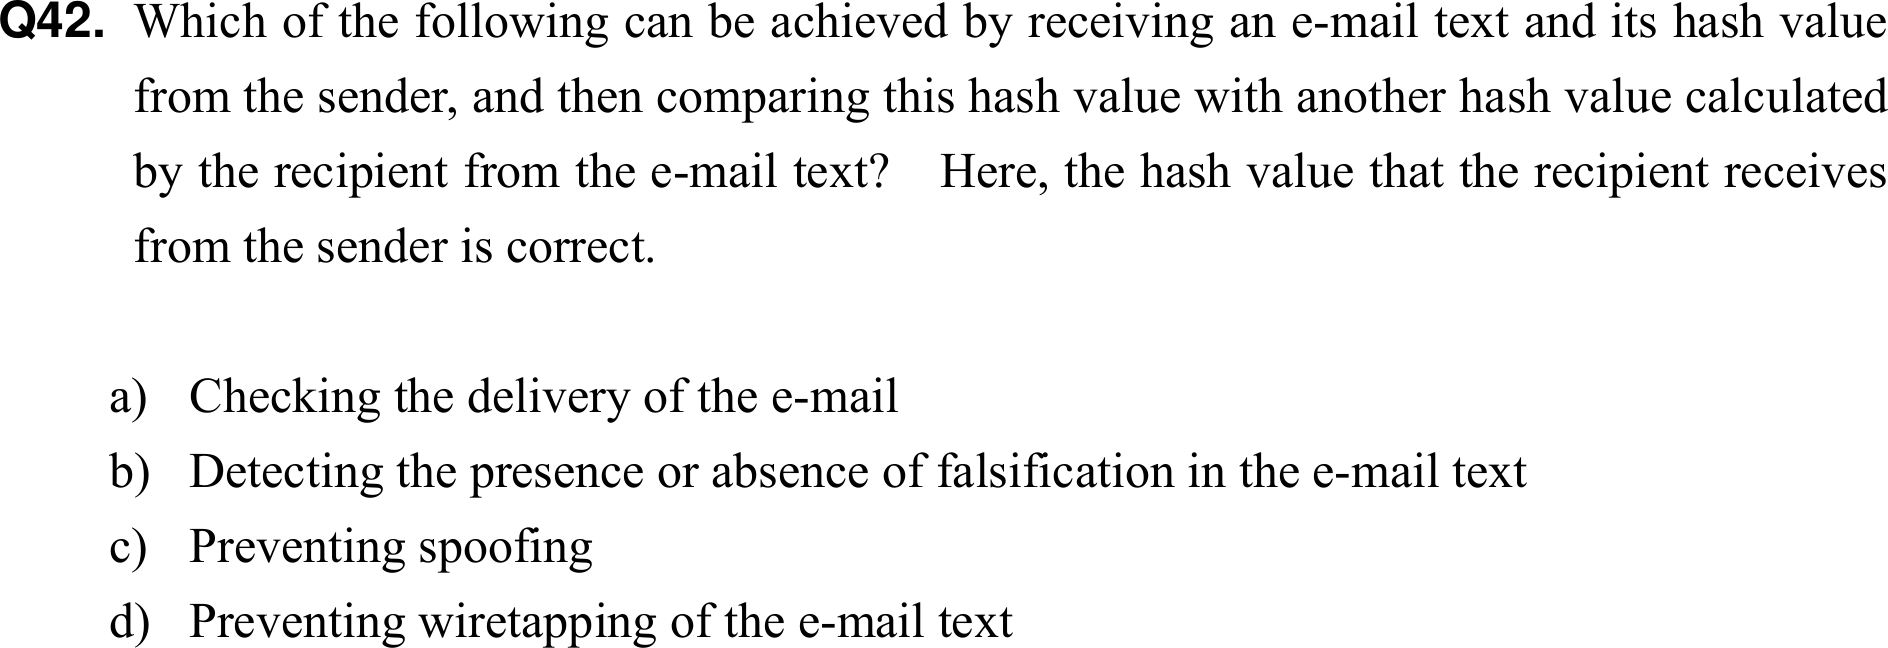 Q42. Which of the following can be achieved by receiving an e-mail text and its hash value
from the sender, and then comparing this hash value with another hash value calculated
by the recipient from the e-mail text? Here, the hash value that the recipient receives
from the sender is correct.
a) Checking the delivery of the e-mail
b) Detecting the presence or absence of falsification in the e-mail text
c) Preventing spoofing
d) Preventing wiretapping of the e-mail text